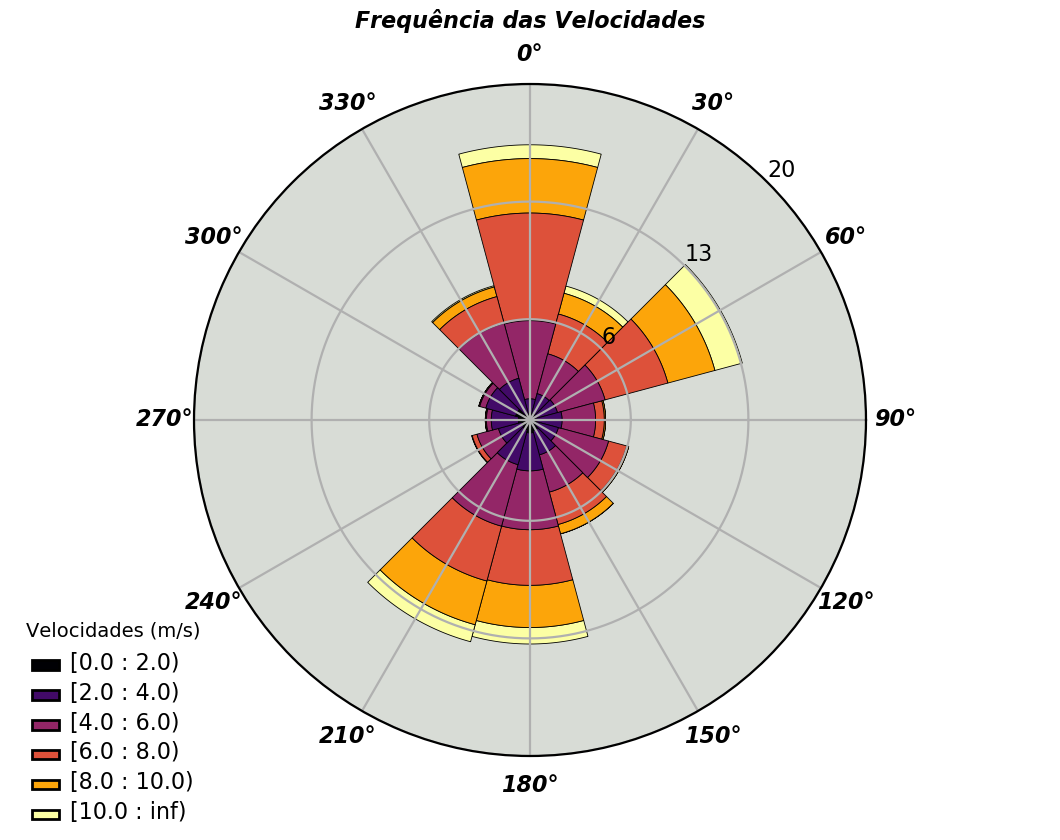 Frequência das Velocidades
0°
330°
30°
20
300°
60°
13
6
270°
90°
240°
120°
210°
150°
180°
Velocidades (m/s)
[0.0 : 2.0)
[2.0 : 4.0)
[4.0 : 6.0)
[6.0 : 8.0)
[8.0 : 10.0)
[10.0 : inf)